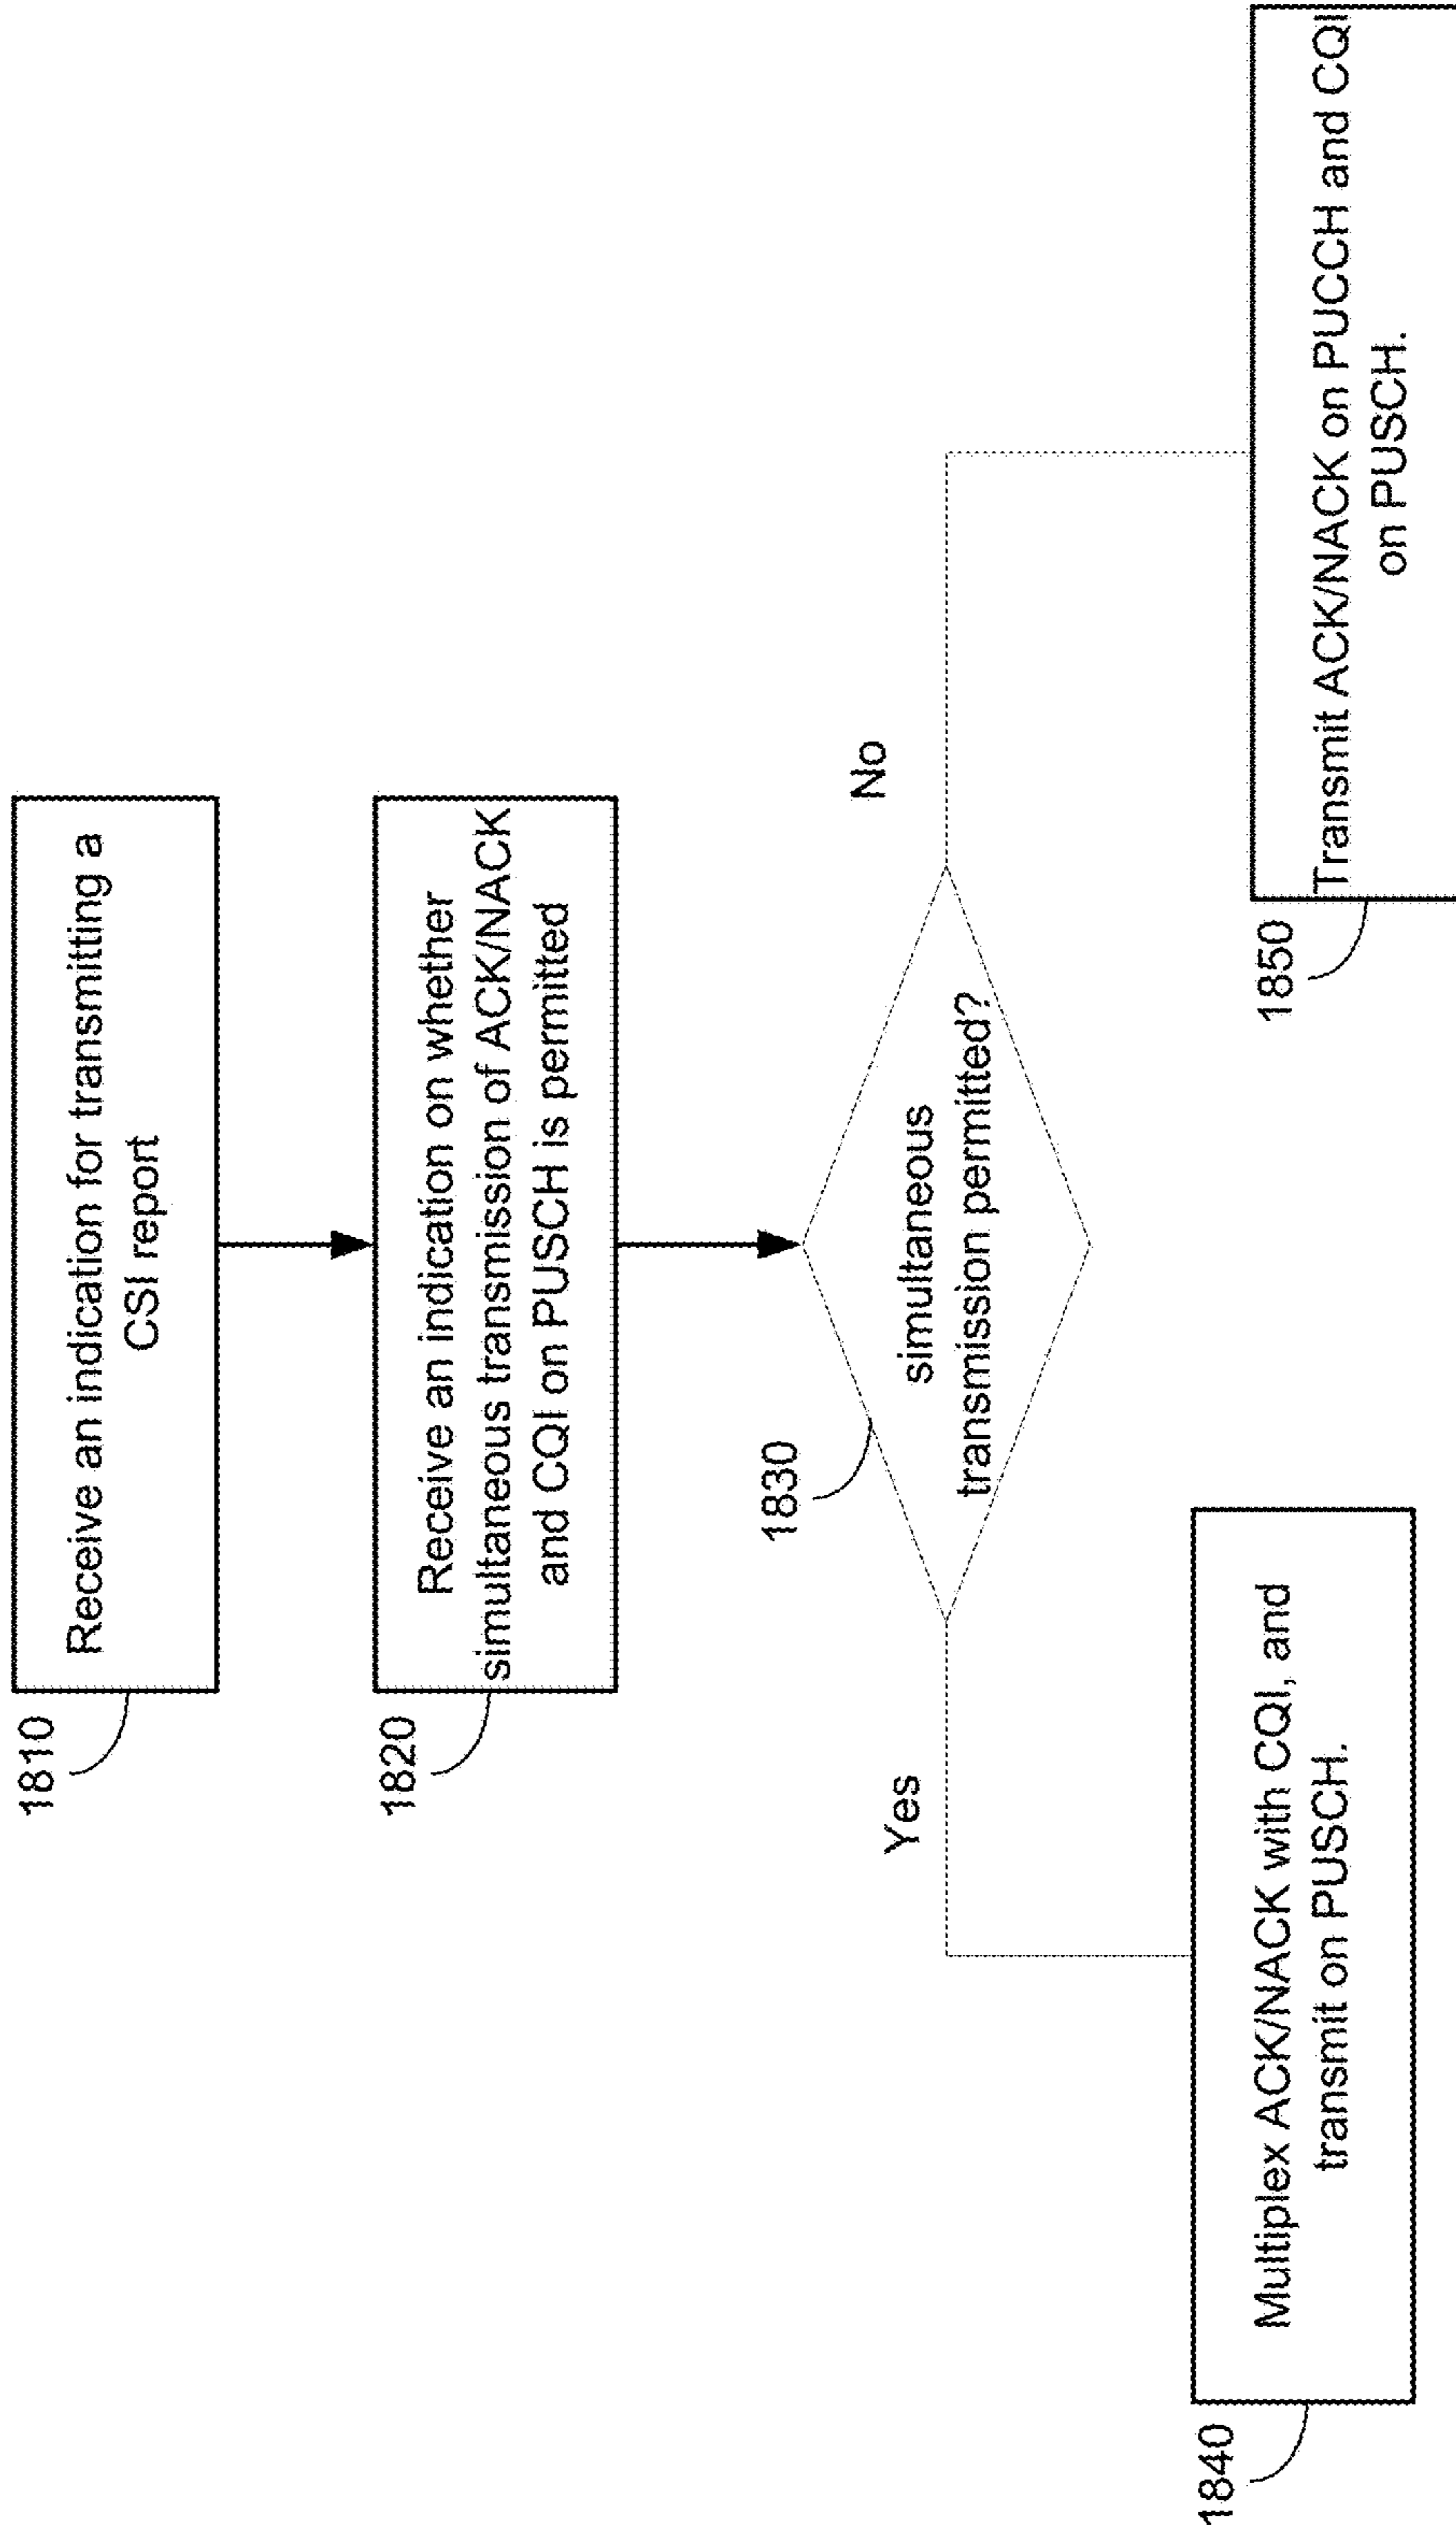 1810
Receive an indication for transmitting a
CSI report
1820
Receive an indication on whether
simultaneous transmission of ACK/NACK
and CQI on PUSCH is permitted
1830
simultaneous
transmission permitted?
Yes
No
1840
Multiplex ACK/NACK with CQI, and
transmit on PUSCH.
1850
Transmit ACK/NACK on PUCCH and CQI
on PUSCH.